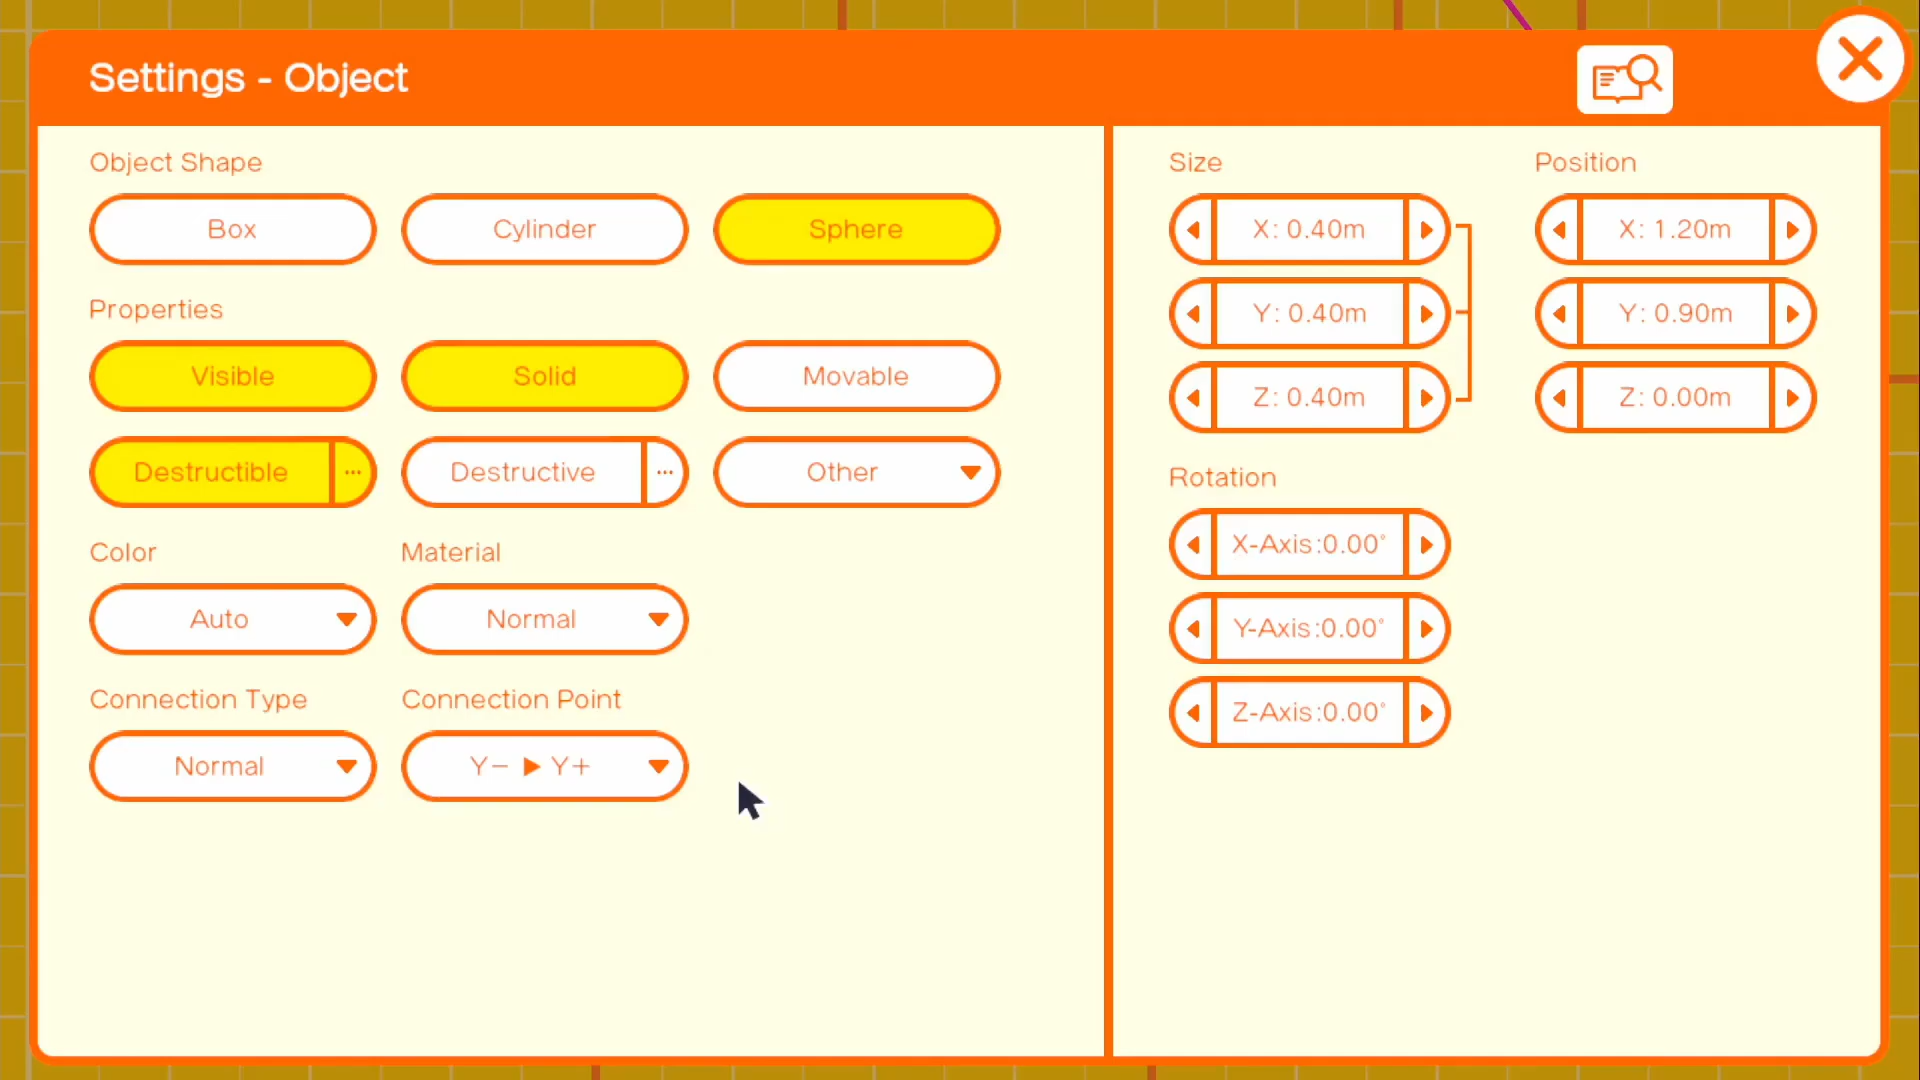 Settings - Object
Object Shape
Box
Cylinder
Sphere
Properties
Visible
Solid
Movable
Destructible
...
Destructive
...
Other
Color
Material
Auto
Normal
Connection Type
Connection Point
Normal
Y− ▶ Y+
Size
X: 0.40m
Y: 0.40m
Z: 0.40m
Position
X: 1.20m
Y: 0.90m
Z: 0.00m
Rotation
X-Axis:0.00°
Y-Axis:0.00°
Z-Axis:0.00°